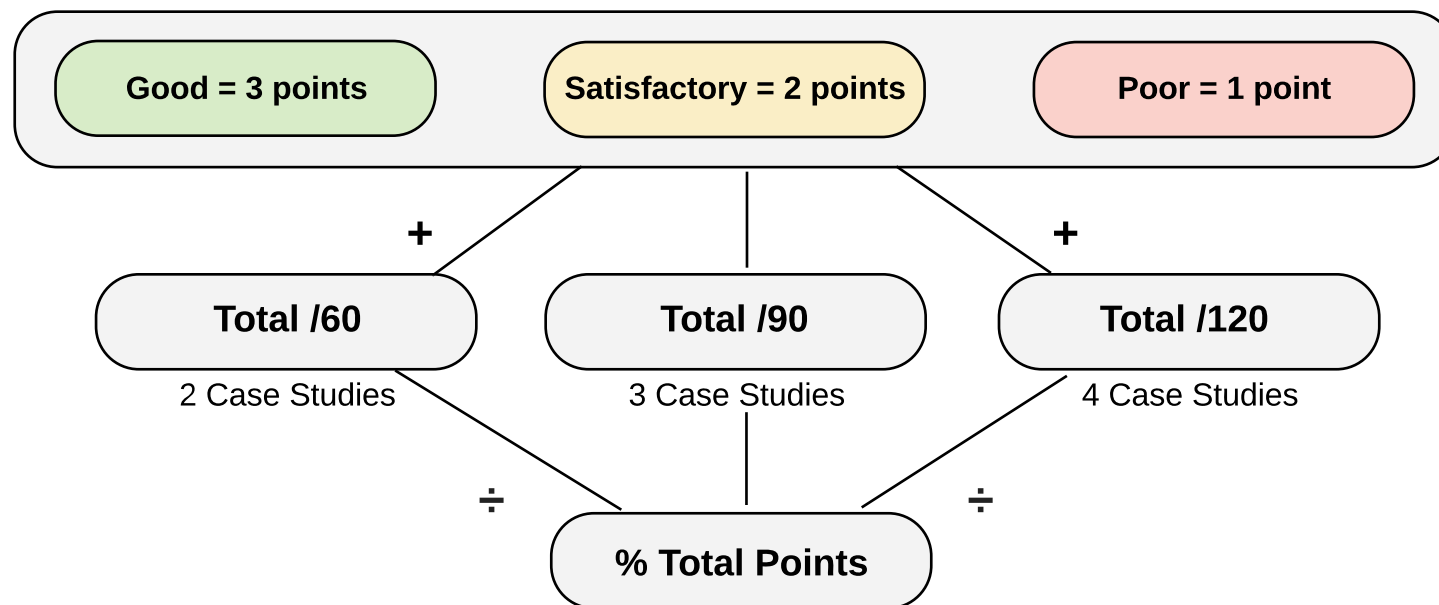 Good = 3 points
Satisfactory = 2 points
Poor = 1 point
+
+
Total /60
Total /90
Total /120
2 Case Studies
3 Case Studies
4 Case Studies
÷
÷
% Total Points